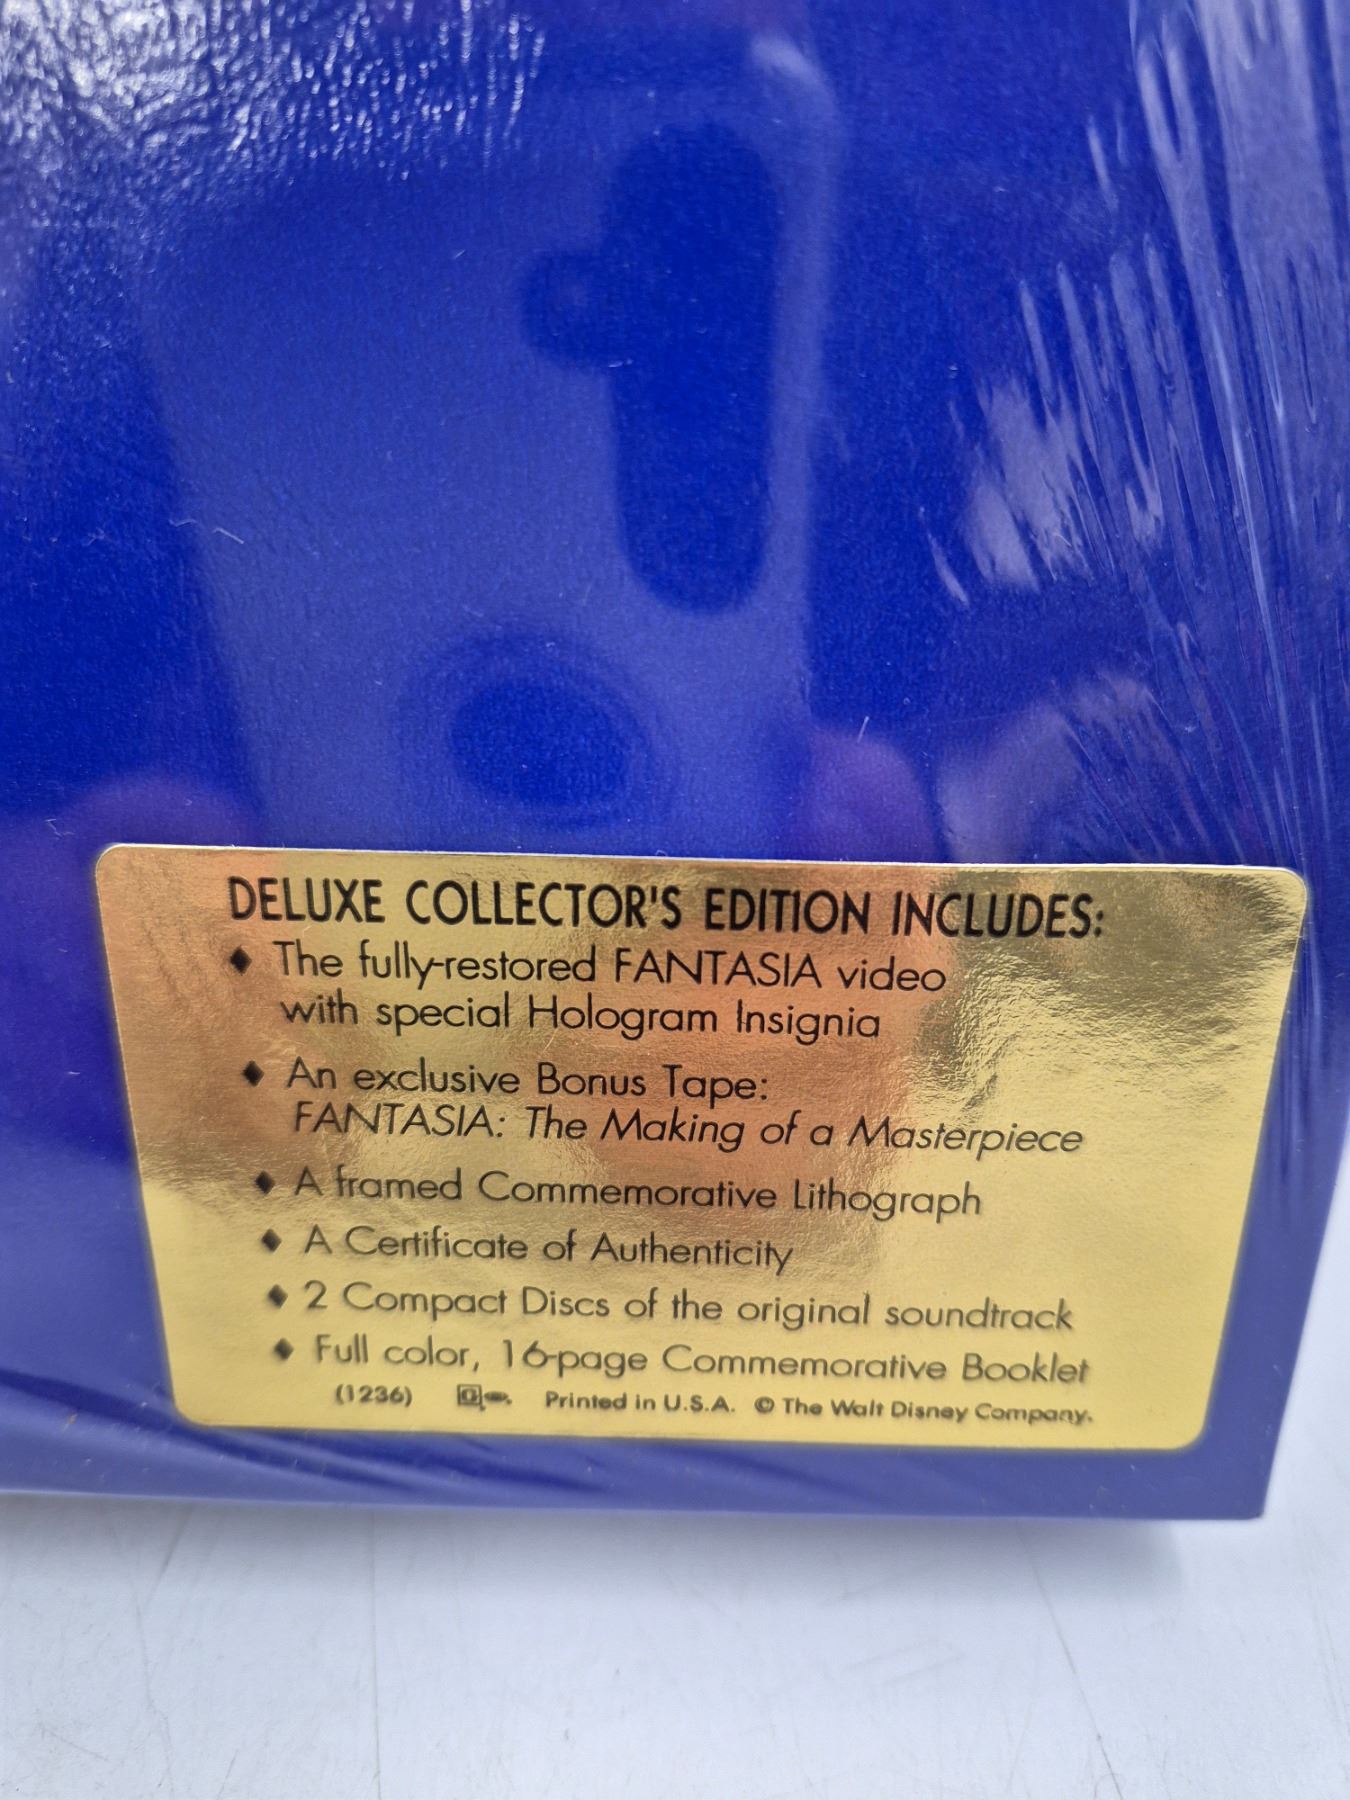 DELUXE COLLECTOR'S EDITION INCLUDES:
♦ The fully-restored FANTASIA video
with special Hologram Insignia
♦ An exclusive Bonus Tape:
FANTASIA: The Making of a Masterpiece
♦ A framed Commemorative Lithograph
♦ A Certificate of Authenticity
♦ 2 Compact Discs of the original soundtrack
♦ Full color, 16-page Commemorative Booklet
(1236) Printed in U.S.A. © The Walt Disney Company.